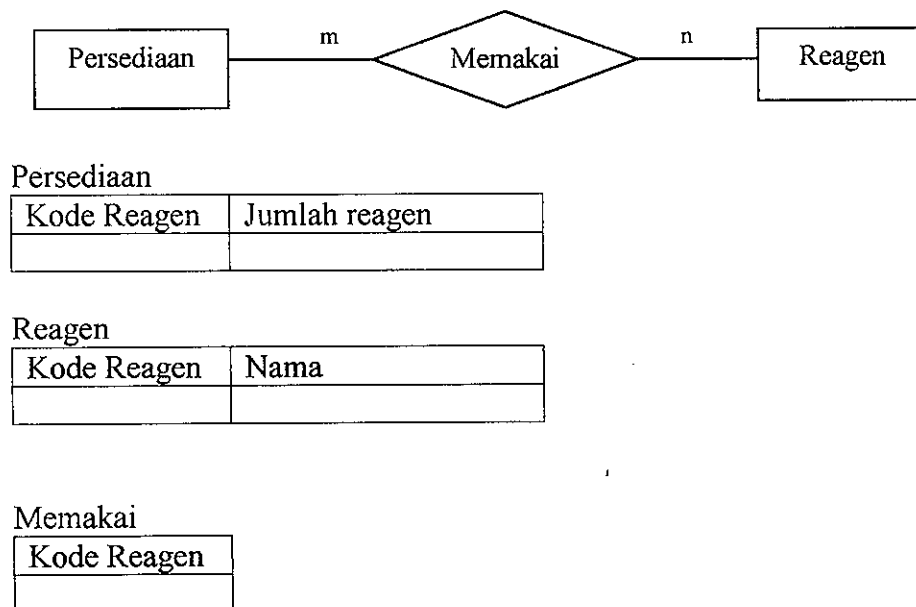 m
n
Persediaan
Memakai
Reagen
Persediaan
Kode Reagen Jumlah reagen
Reagen
Kode Reagen Nama
Memakai
Kode Reagen